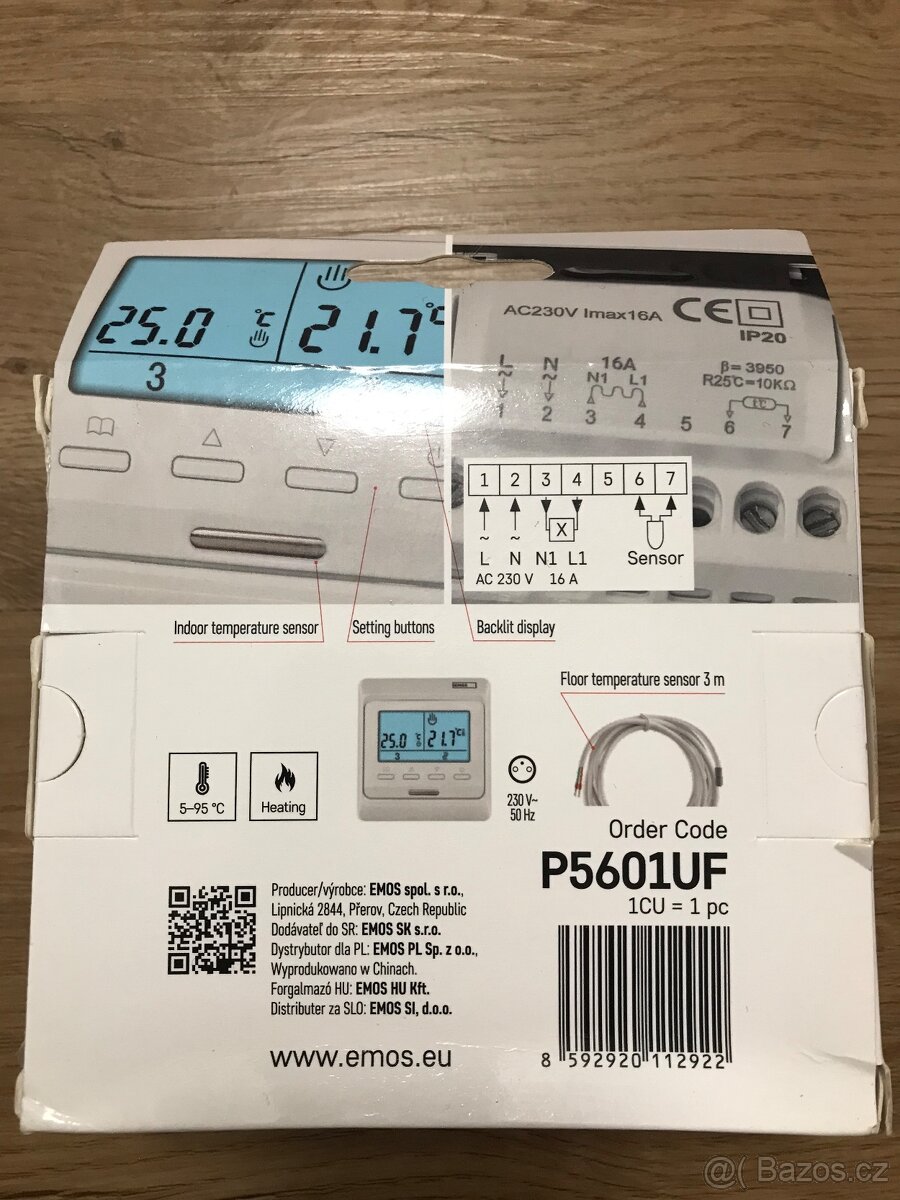 25.0 °C
21.7°C
3
AC230V Imax16A CE
IP20
L N 16A
N1 L1
β= 3950
R25℃=10KΩ
1 2 3 4 5 6 7
1 2 3 4 5 6 7
X
~ ~
L N N1 L1 Sensor
AC 230 V 16 A
Indoor temperature sensor
Setting buttons
Backlit display
Floor temperature sensor 3 m
EMOS
25.0 °C 21.7 °C
3
5–95 °C
Heating
230 V~
50 Hz
Order Code
P5601UF
1CU = 1 pc
Producer/výrobce: EMOS spol. s r.o.,
Lipnická 2844, Přerov, Czech Republic
Dodávateľ do SR: EMOS SK s.r.o.
Dystrybutor dla PL: EMOS PL Sp. z o.o.,
Wyprodukowano w Chinach.
Forgalmazó HU: EMOS HU Kft.
Distributer za SLO: EMOS SI, d.o.o.
www.emos.eu
8 592920 112922
@( Bazos.cz